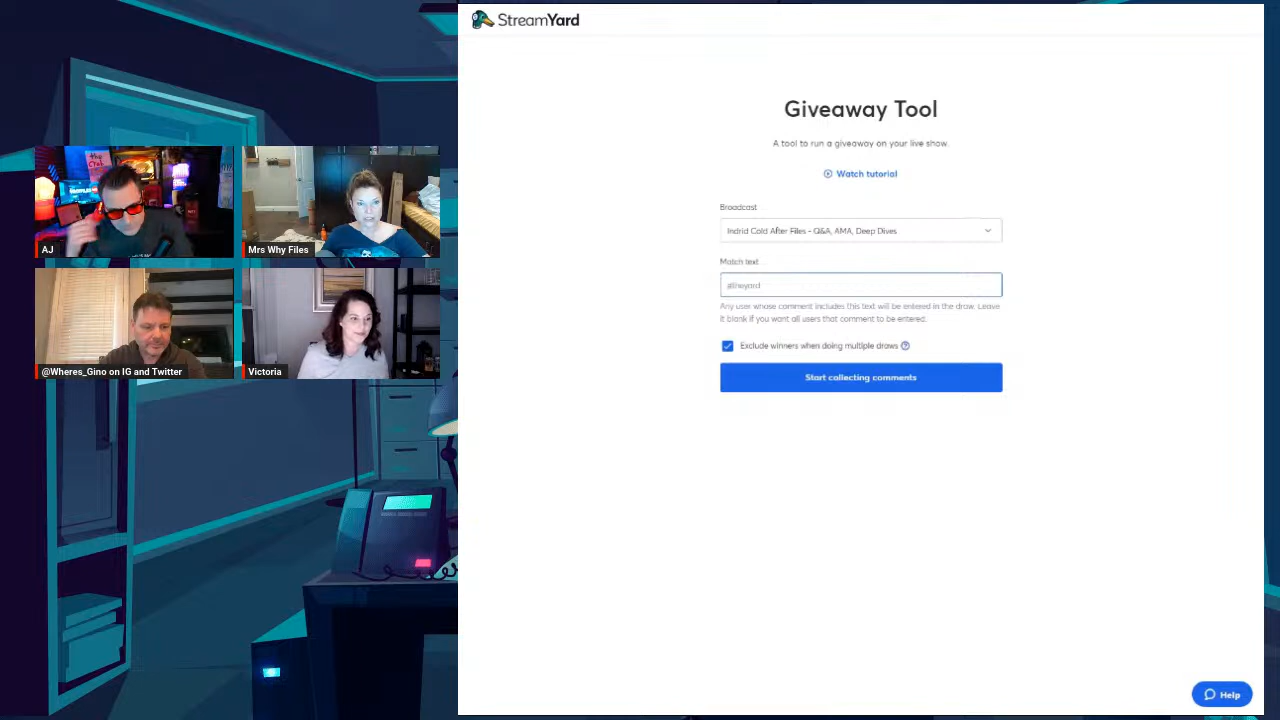 StreamYard
Giveaway Tool
A tool to run a giveaway on your live show.
Watch tutorial
Broadcast
Indrid Cold After Files - Q&A, AMA, Deep Dives
Match text
#theyard
Any user whose comment includes this text will be entered in the draw. Leave
it blank if you want all users that comment to be entered.
Exclude winners when doing multiple draws
Start collecting comments
Help
AJ
Mrs Why Files
@Wheres_Gino on IG and Twitter
Victoria